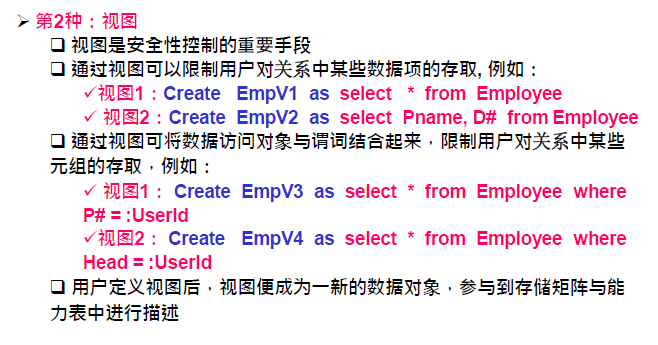 ➢ 第2种：视图
❑ 视图是安全性控制的重要手段
❑ 通过视图可以限制用户对关系中某些数据项的存取, 例如：
✓视图1：Create EmpV1 as select * from Employee
✓ 视图2：Create EmpV2 as select Pname, D# from Employee
❑ 通过视图可将数据访问对象与谓词结合起来，限制用户对关系中某些
元组的存取，例如：
✓ 视图1： Create EmpV3 as select * from Employee where
P# = :UserId
✓视图2： Create EmpV4 as select * from Employee where
Head = :UserId
❑ 用户定义视图后，视图便成为一新的数据对象，参与到存储矩阵与能
力表中进行描述